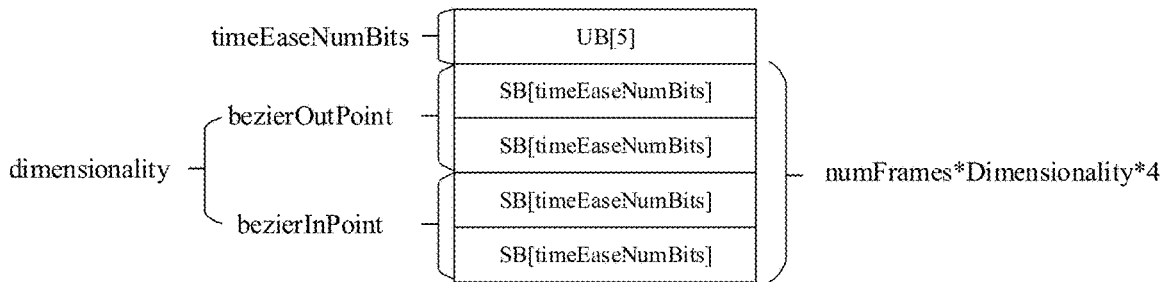 timeEaseNumBits
UB[5]
SB[timeEaseNumBits]
bezierOutPoint
SB[timeEaseNumBits]
dimensionality
numFrames*Dimensionality*4
SB[timeEaseNumBits]
bezierInPoint
SB[timeEaseNumBits]